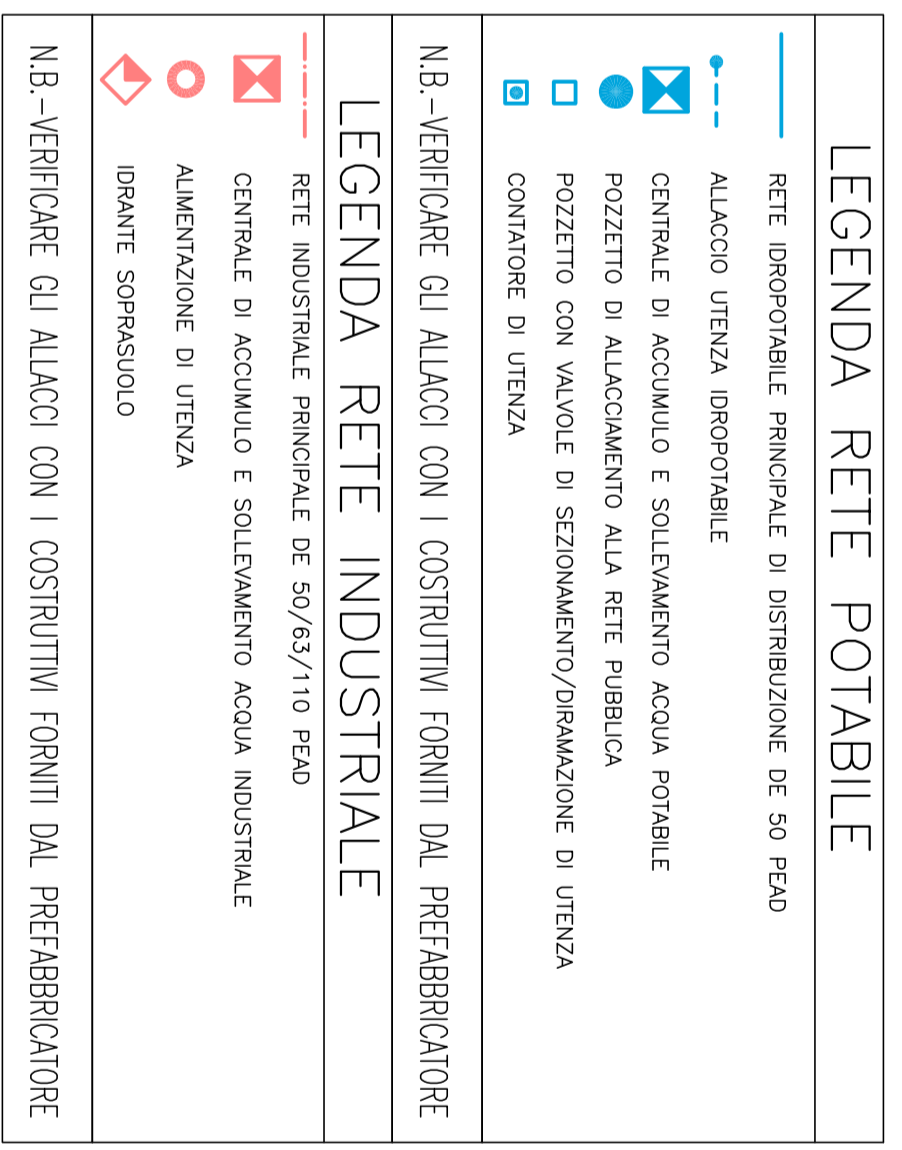 LEGENDA RETE POTABILE
RETE IDROPOTABILE PRINCIPALE DI DISTRIBUZIONE DE 50 PEAD
ALLACCIO UTENZA IDROPOTABILE
CENTRALE DI ACCUMULO E SOLLEVAMENTO ACQUA POTABILE
POZZETTO DI ALLACCIAMENTO ALLA RETE PUBBLICA
POZZETTO CON VALVOLE DI SEZIONAMENTO/DIRAMAZIONE DI UTENZA
CONTATORE DI UTENZA
N.B.-VERIFICARE GLI ALLACCI CON I COSTRUTTIVI FORNITI DAL PREFABBRICATORE
LEGENDA RETE INDUSTRIALE
RETE INDUSTRIALE PRINCIPALE DE 50/63/110 PEAD
CENTRALE DI ACCUMULO E SOLLEVAMENTO ACQUA INDUSTRIALE
ALIMENTAZIONE DI UTENZA
IDRANTE SOPRASUOLO
N.B.-VERIFICARE GLI ALLACCI CON I COSTRUTTIVI FORNITI DAL PREFABBRICATORE